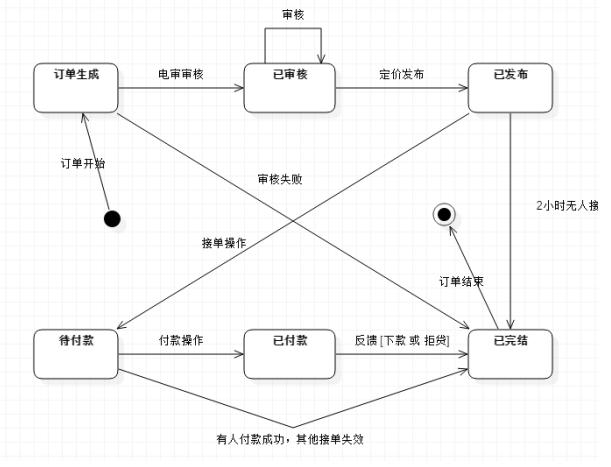 审核
订单生成
电审审核
已审核
定价发布
已发布
订单开始
审核失败
2小时无人接
接单操作
订单结束
待付款
付款操作
已付款
反馈 [下款 或 拒贷]
已完结
有人付款成功，其他接单失效